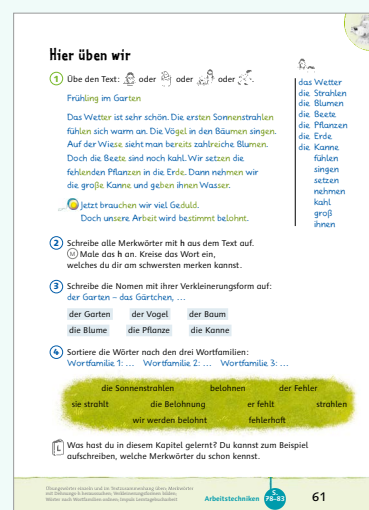 Hier üben wir
1 Übe den Text: oder oder oder .
Frühling im Garten
Das Wetter ist sehr schön. Die ersten Sonnenstrahlen
fühlen sich warm an. Die Vögel in den Bäumen singen.
Auf der Wiese sieht man bereits zahlreiche Blumen.
Doch die Beete sind noch kahl. Wir setzen die
fehlenden Pflanzen in die Erde. Dann nehmen wir
die große Kanne und geben ihnen Wasser.
Jetzt brauchen wir viel Geduld.
Doch unsere Arbeit wird bestimmt belohnt.
das Wetter
die Strahlen
die Blumen
die Beete
die Pflanzen
die Erde
die Kanne
fühlen
singen
setzen
nehmen
kahl
groß
ihnen
2 Schreibe alle Merkwörter mit h aus dem Text auf.
M Male das h an. Kreise das Wort ein,
welches du dir am schwersten merken kannst.
3 Schreibe die Namen mit ihrer Verkleinerungsform auf:
der Garten – das Gärtchen, ...
der Garten der Vogel der Baum
die Blume die Pflanze die Kanne
4 Sortiere die Wörter nach den drei Wortfamilien:
Wortfamilie 1: ... Wortfamilie 2: ... Wortfamilie 3: ...
die Sonnenstrahlen belohnen der Fehler
sie strahlt die Belohnung er fehlt strahlen
wir werden belohnt fehlerhaft
L Was hast du in diesem Kapitel gelernt? Du kannst zum Beispiel
aufschreiben, welche Merkwörter du schon kennst.
Arbeitstechniken S. 78–83 61